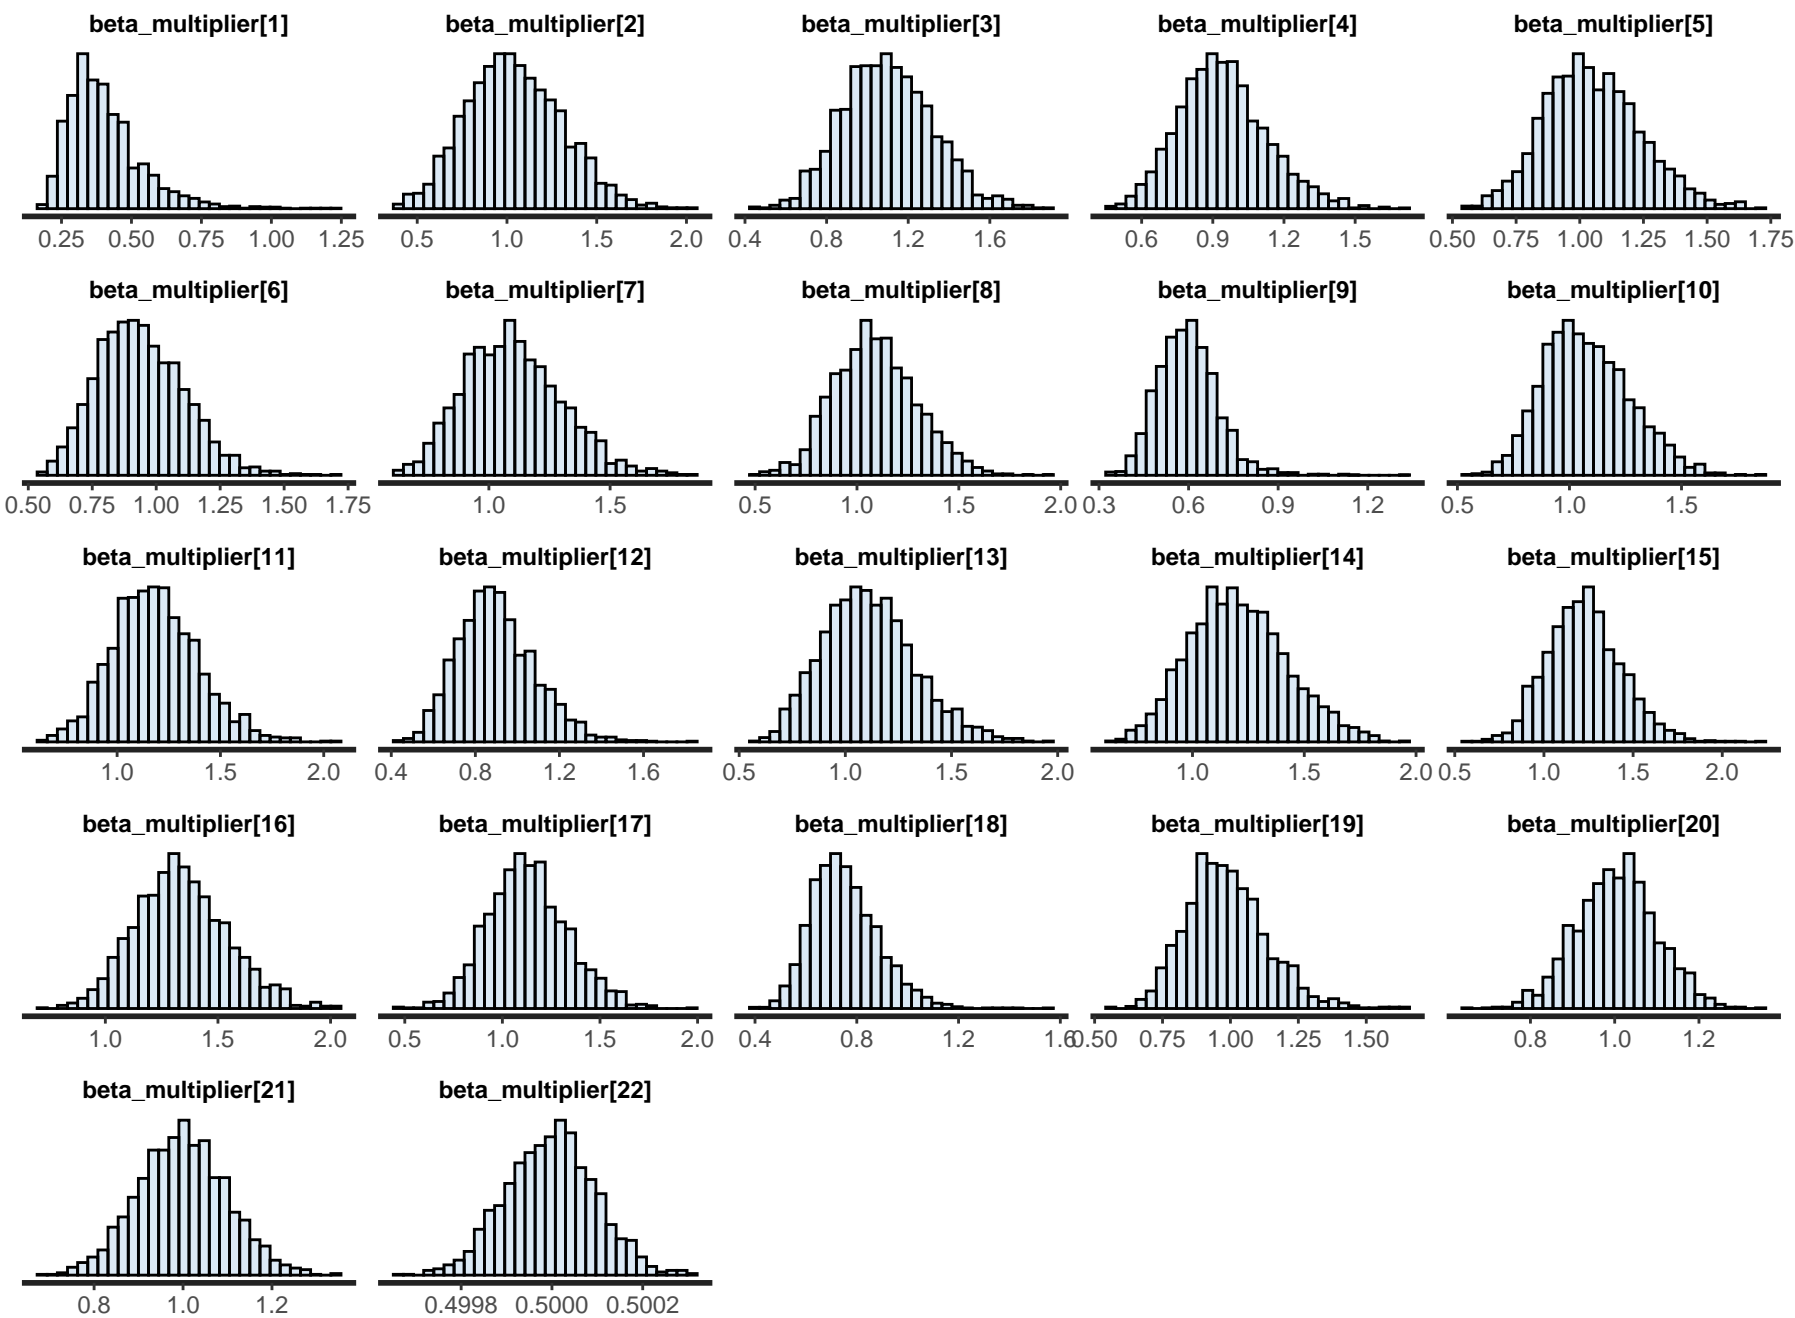 beta_multiplier[1] beta_multiplier[2] beta_multiplier[3] beta_multiplier[4] beta_multiplier[5]
0.25 0.50 0.75 1.00 1.25 0.5 1.0 1.5 2.0 0.4 0.8 1.2 1.6 0.6 0.9 1.2 1.5 0.50 0.75 1.00 1.25 1.50 1.75
beta_multiplier[6] beta_multiplier[7] beta_multiplier[8] beta_multiplier[9] beta_multiplier[10]
0.50 0.75 1.00 1.25 1.50 1.75 1.0 1.5 0.5 1.0 1.5 2.0 0.3 0.6 0.9 1.2 0.5 1.0 1.5
beta_multiplier[11] beta_multiplier[12] beta_multiplier[13] beta_multiplier[14] beta_multiplier[15]
1.0 1.5 2.0 0.4 0.8 1.2 1.6 0.5 1.0 1.5 2.0 1.0 1.5 2.0 0.5 1.0 1.5 2.0
beta_multiplier[16] beta_multiplier[17] beta_multiplier[18] beta_multiplier[19] beta_multiplier[20]
1.0 1.5 2.0 0.5 1.0 1.5 2.0 0.4 0.8 1.2 1.6 0.50 0.75 1.00 1.25 1.50 0.8 1.0 1.2
beta_multiplier[21] beta_multiplier[22]
0.8 1.0 1.2 0.4998 0.5000 0.5002